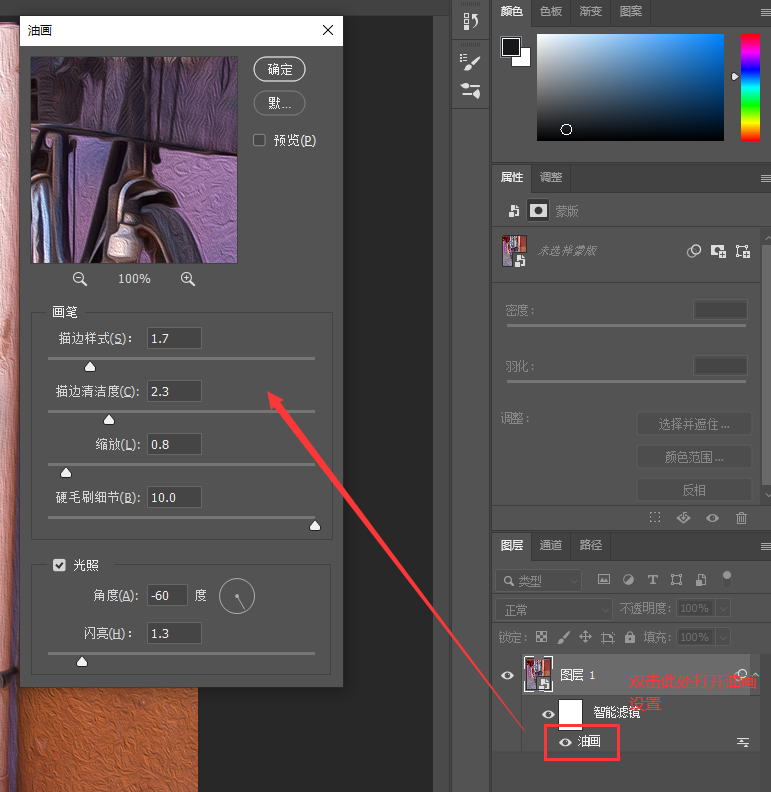 油画
确定
默...
预览(P)
100%
画笔
描边样式(S): 1.7
描边清洁度(C): 2.3
缩放(L): 0.8
硬毛刷细节(B): 10.0
光照
角度(A): -60 度
闪亮(H): 1.3
颜色 色板 渐变 图案
属性 调整
蒙版
未选择蒙版
密度:
羽化:
调整:
选择并遮住...
颜色范围...
反相
图层 通道 路径
类型
正常 不透明度: 100%
锁定: 填充: 100%
图层 1
双击此处打开油画
设置
智能滤镜
油画